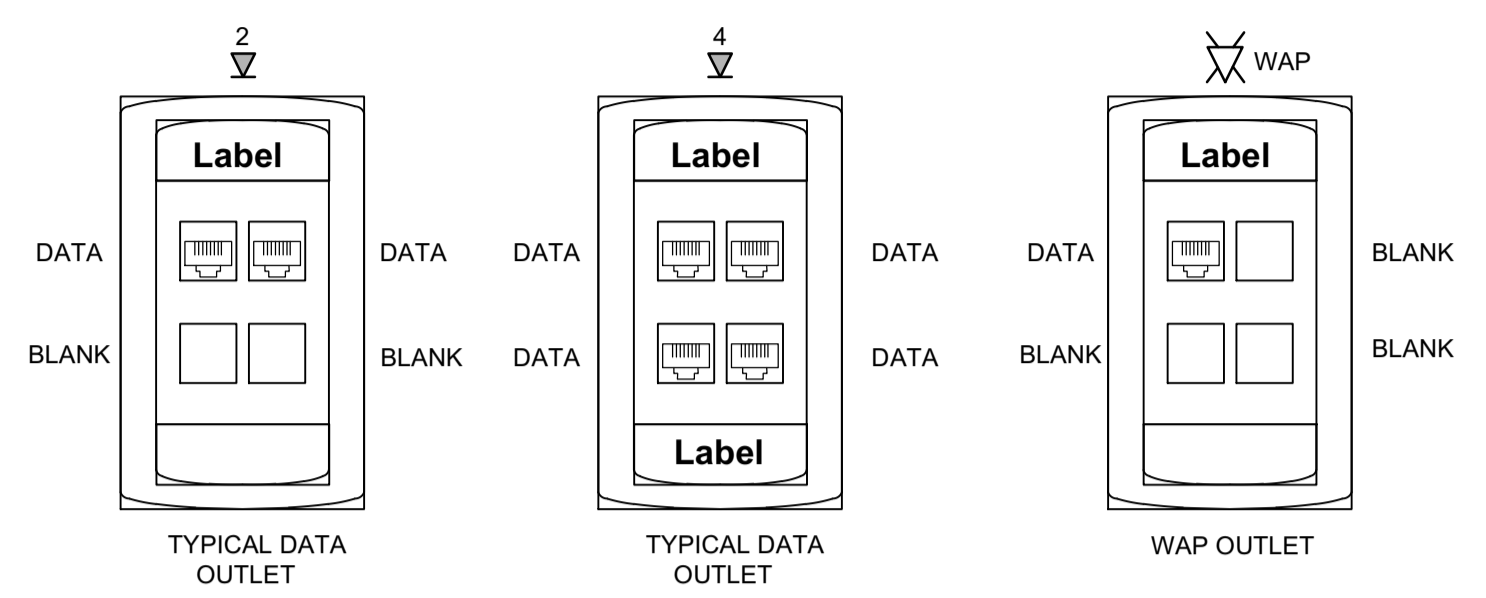 2
Label
DATA
DATA
BLANK
BLANK
TYPICAL DATA
OUTLET
4
Label
DATA
DATA
DATA
DATA
Label
TYPICAL DATA
OUTLET
WAP
Label
DATA
BLANK
BLANK
BLANK
WAP OUTLET